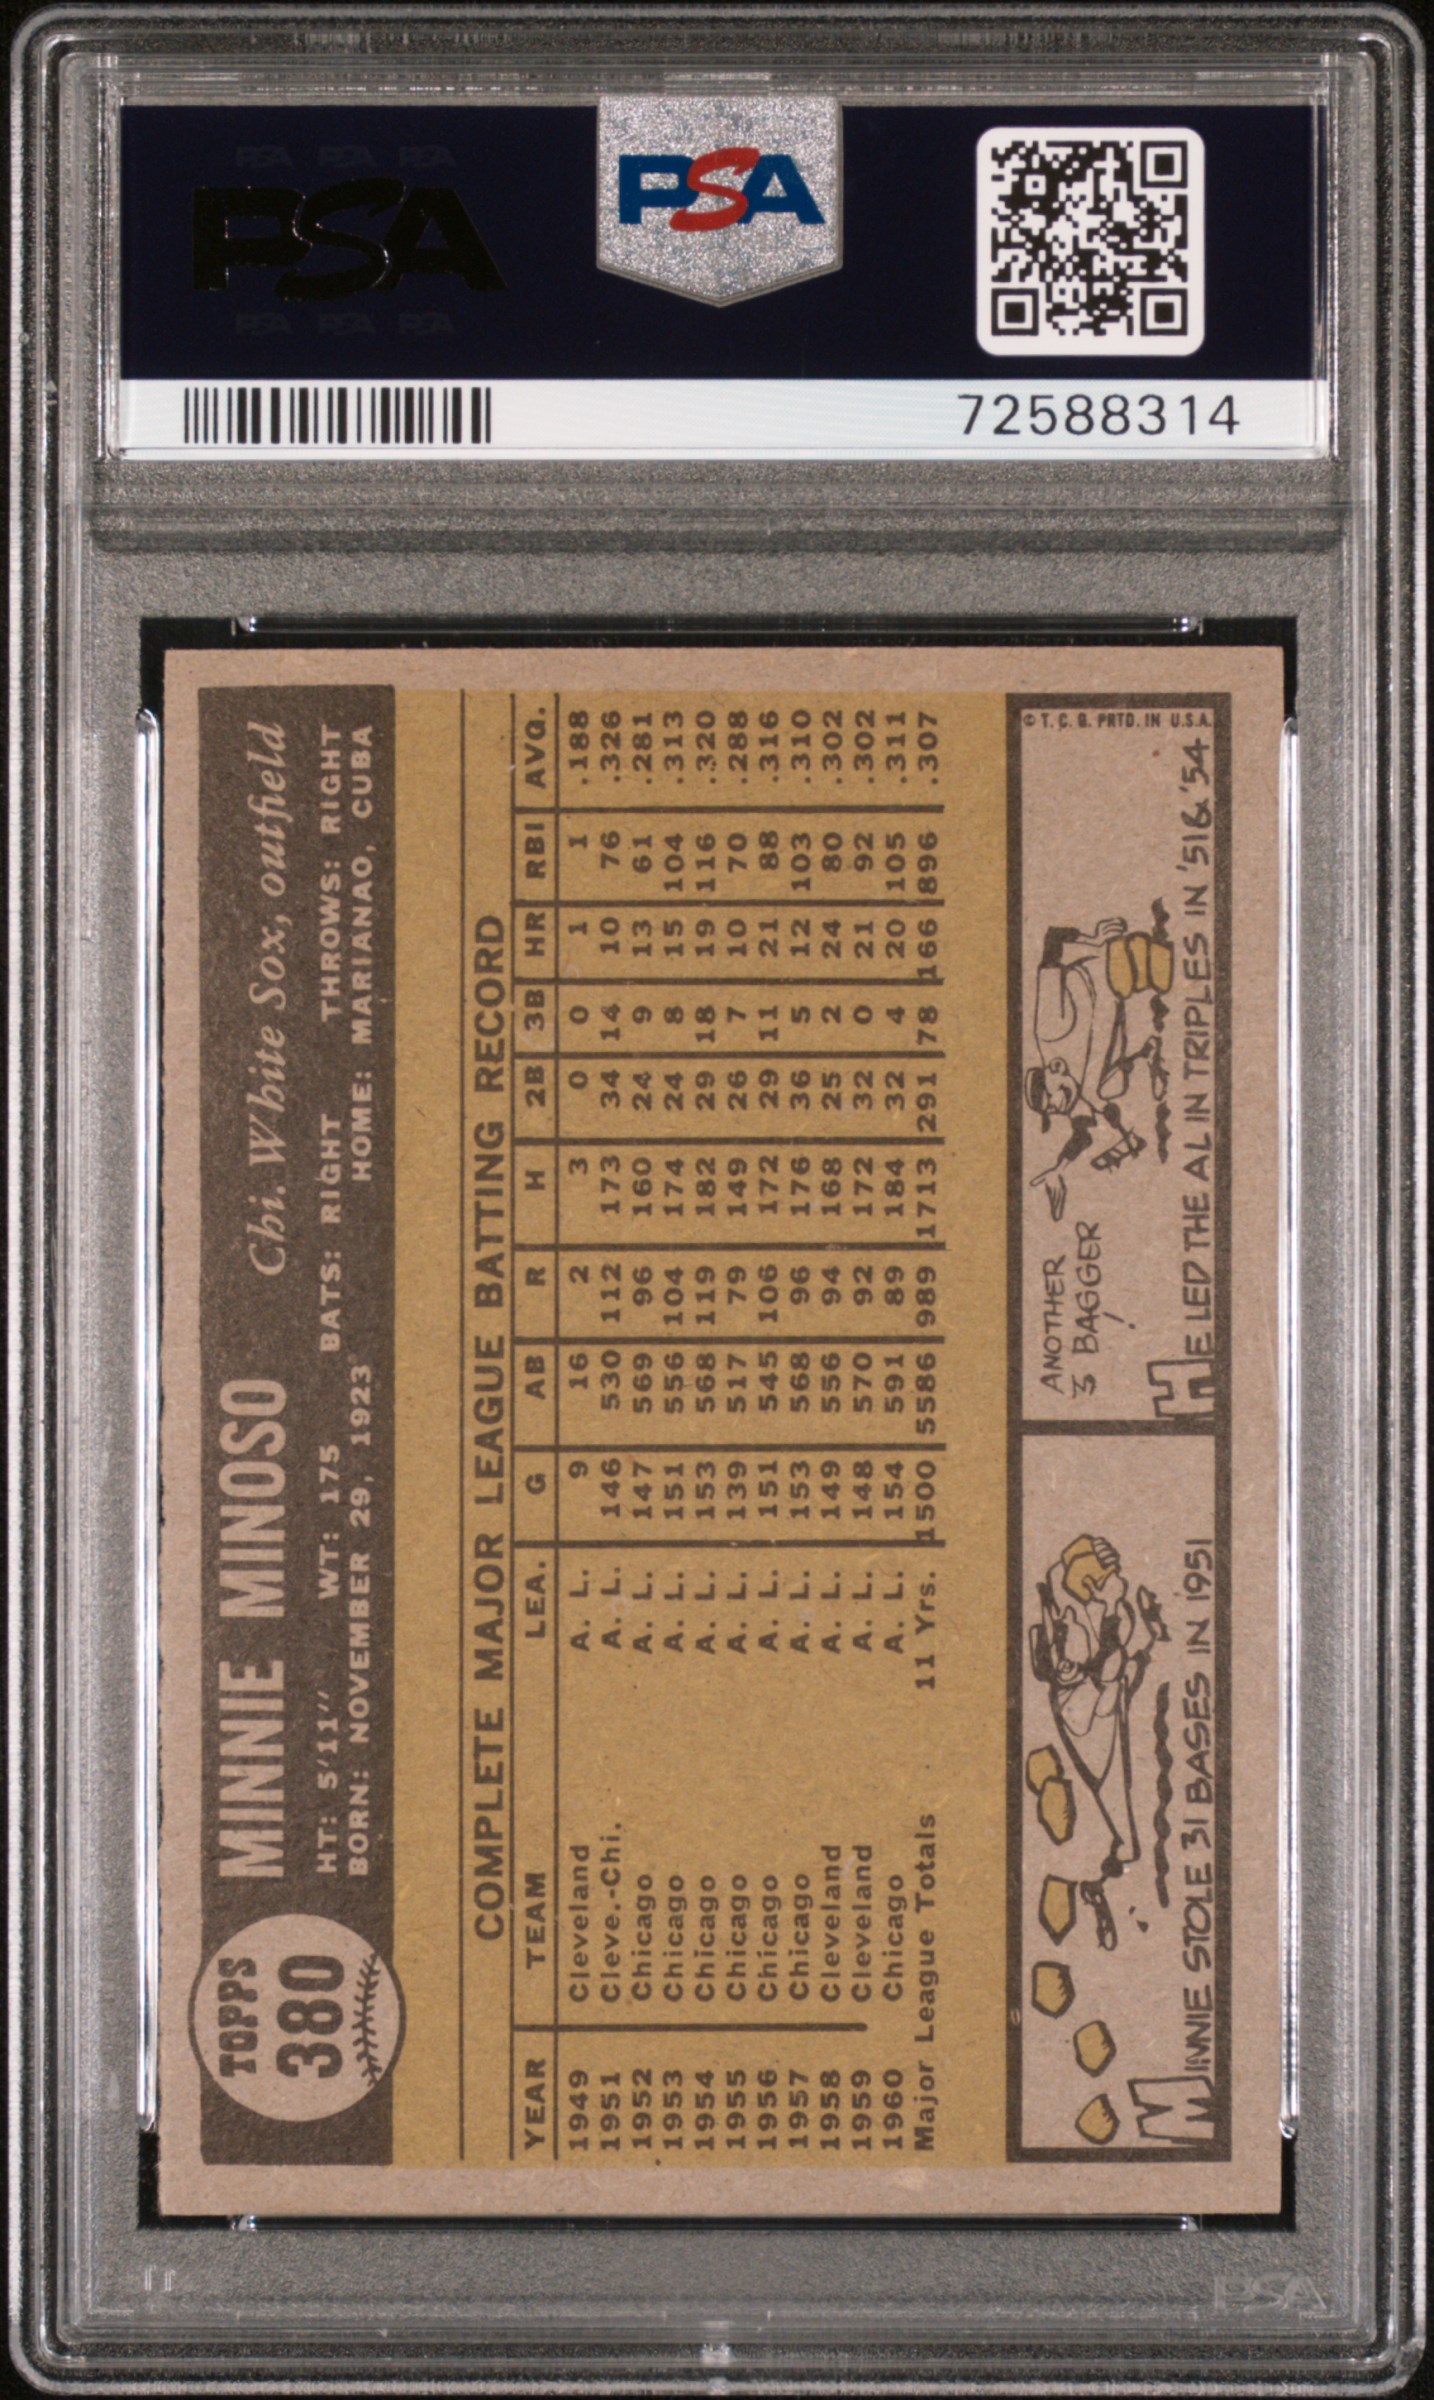 PSA PSA PSA
PSA
PSA PSA PSA
PSA
72588314
TOPPS
380
MINNIE MINOSO Chi. White Sox, outfield
HT: 5'11" WT: 175 BATS: RIGHT THROWS: RIGHT
BORN: NOVEMBER 29, 1923 HOME: MARIANAO, CUBA
COMPLETE MAJOR LEAGUE BATTING RECORD
YEAR TEAM LEA. G AB R H 2B 3B HR RBI AVG.
1949 Cleveland A. L. 9 16 2 3 0 0 1 1 .188
1951 Cleve.-Chi. A. L. 146 530 112 173 34 14 10 76 .326
1952 Chicago A. L. 147 569 96 160 24 9 13 61 .281
1953 Chicago A. L. 151 556 104 174 24 8 15 104 .313
1954 Chicago A. L. 153 568 119 182 29 18 19 116 .320
1955 Chicago A. L. 139 517 79 149 26 7 10 70 .288
1956 Chicago A. L. 151 545 106 172 29 11 21 88 .316
1957 Chicago A. L. 153 568 96 176 36 5 12 103 .310
1958 Cleveland A. L. 149 556 94 168 25 2 24 80 .302
1959 Cleveland A. L. 148 570 92 172 32 0 21 92 .302
1960 Chicago A. L. 154 591 89 184 32 4 20 105 .311
Major League Totals 11 Yrs. 1500 5586 989 1713 291 78 166 896 .307
MINNIE STOLE 31 BASES IN 1951
ANOTHER
3 BAGGER!
HE LED THE AL IN TRIPLES IN '51 & '54
© T. C. G. PRTD. IN U.S.A.
PSA